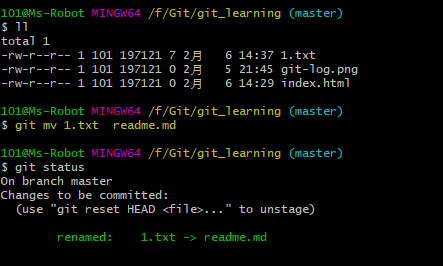 101@Ms-Robot MINGW64 /f/Git/git_learning (master)
$ ll
total 1
-rw-r--r-- 1 101 197121 7 2月   6 14:37 1.txt
-rw-r--r-- 1 101 197121 0 2月   5 21:45 git-log.png
-rw-r--r-- 1 101 197121 0 2月   6 14:29 index.html
101@Ms-Robot MINGW64 /f/Git/git_learning (master)
$ git mv 1.txt  readme.md
101@Ms-Robot MINGW64 /f/Git/git_learning (master)
$ git status
On branch master
Changes to be committed:
  (use "git reset HEAD <file>..." to unstage)
        renamed:    1.txt -> readme.md